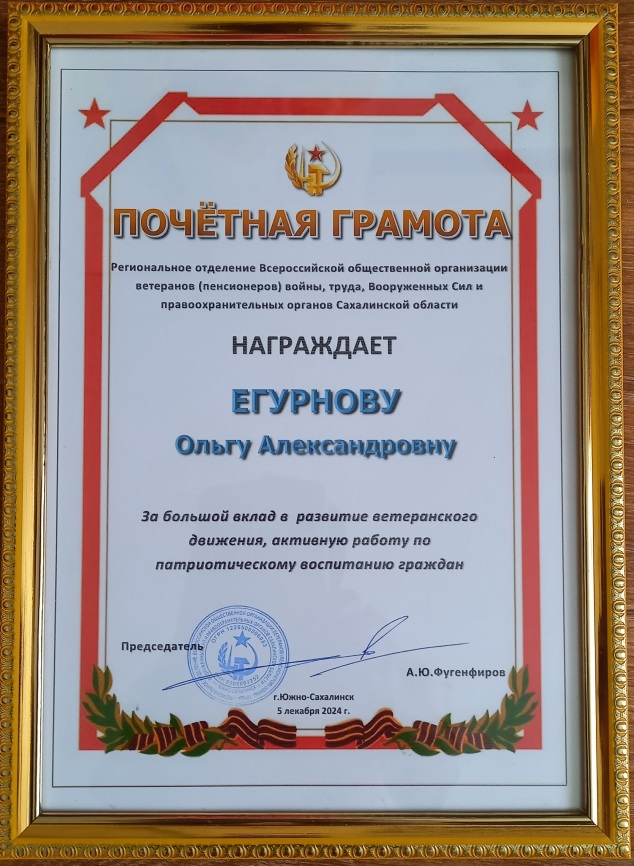 ПОЧЁТНАЯ ГРАМОТА
Региональное отделение Всероссийской общественной организации
ветеранов (пенсионеров) войны, труда, Вооруженных Сил и
правоохранительных органов Сахалинской области
НАГРАЖДАЕТ
ЕГУРНОВУ
Ольгу Александровну
За большой вклад в развитие ветеранского
движения, активную работу по
патриотическому воспитанию граждан
Председатель
А.Ю.Фугенфиров
г.Южно-Сахалинск
5 лекабря 2024 г.